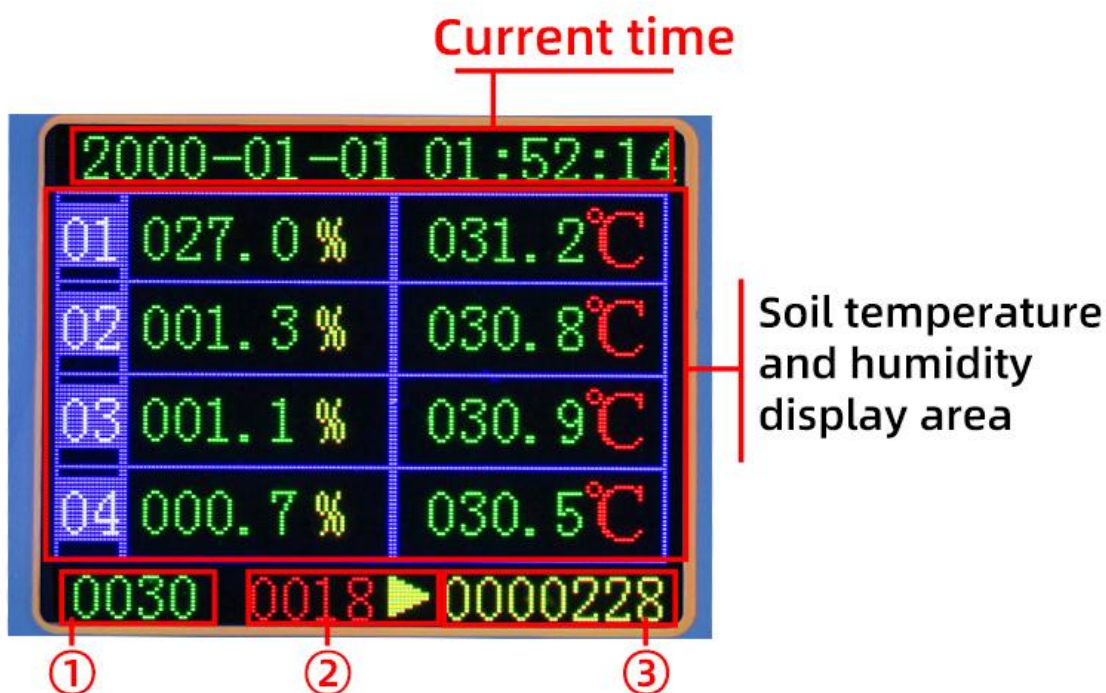 Current time
2000-01-01 01:52:14
01 027.0% 031.2℃
02 001.3% 030.8℃
03 001.1% 030.9℃
04 000.7% 030.5℃
Soil temperature
and humidity
display area
0030 0018▶0000228
① ② ③